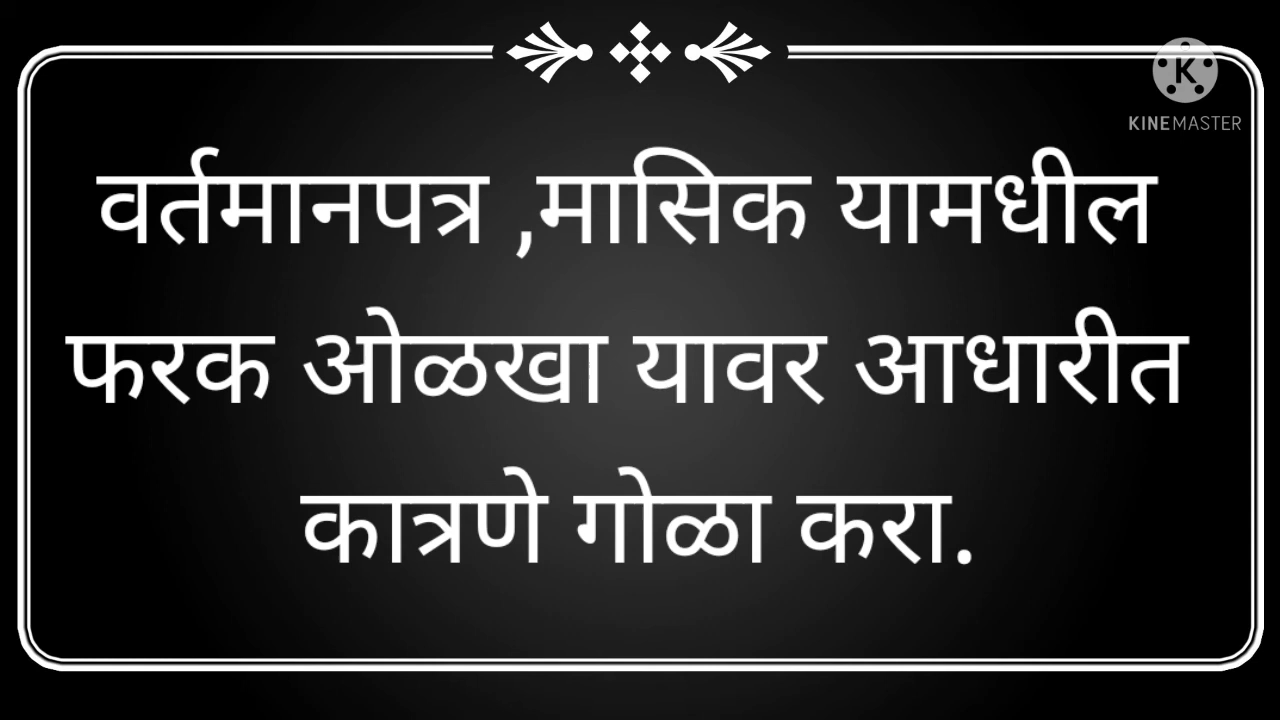 KINEMASTER
वर्तमानपत्र ,मासिक यामधील
फरक ओळखा यावर आधारीत
कात्रणे गोळा करा.